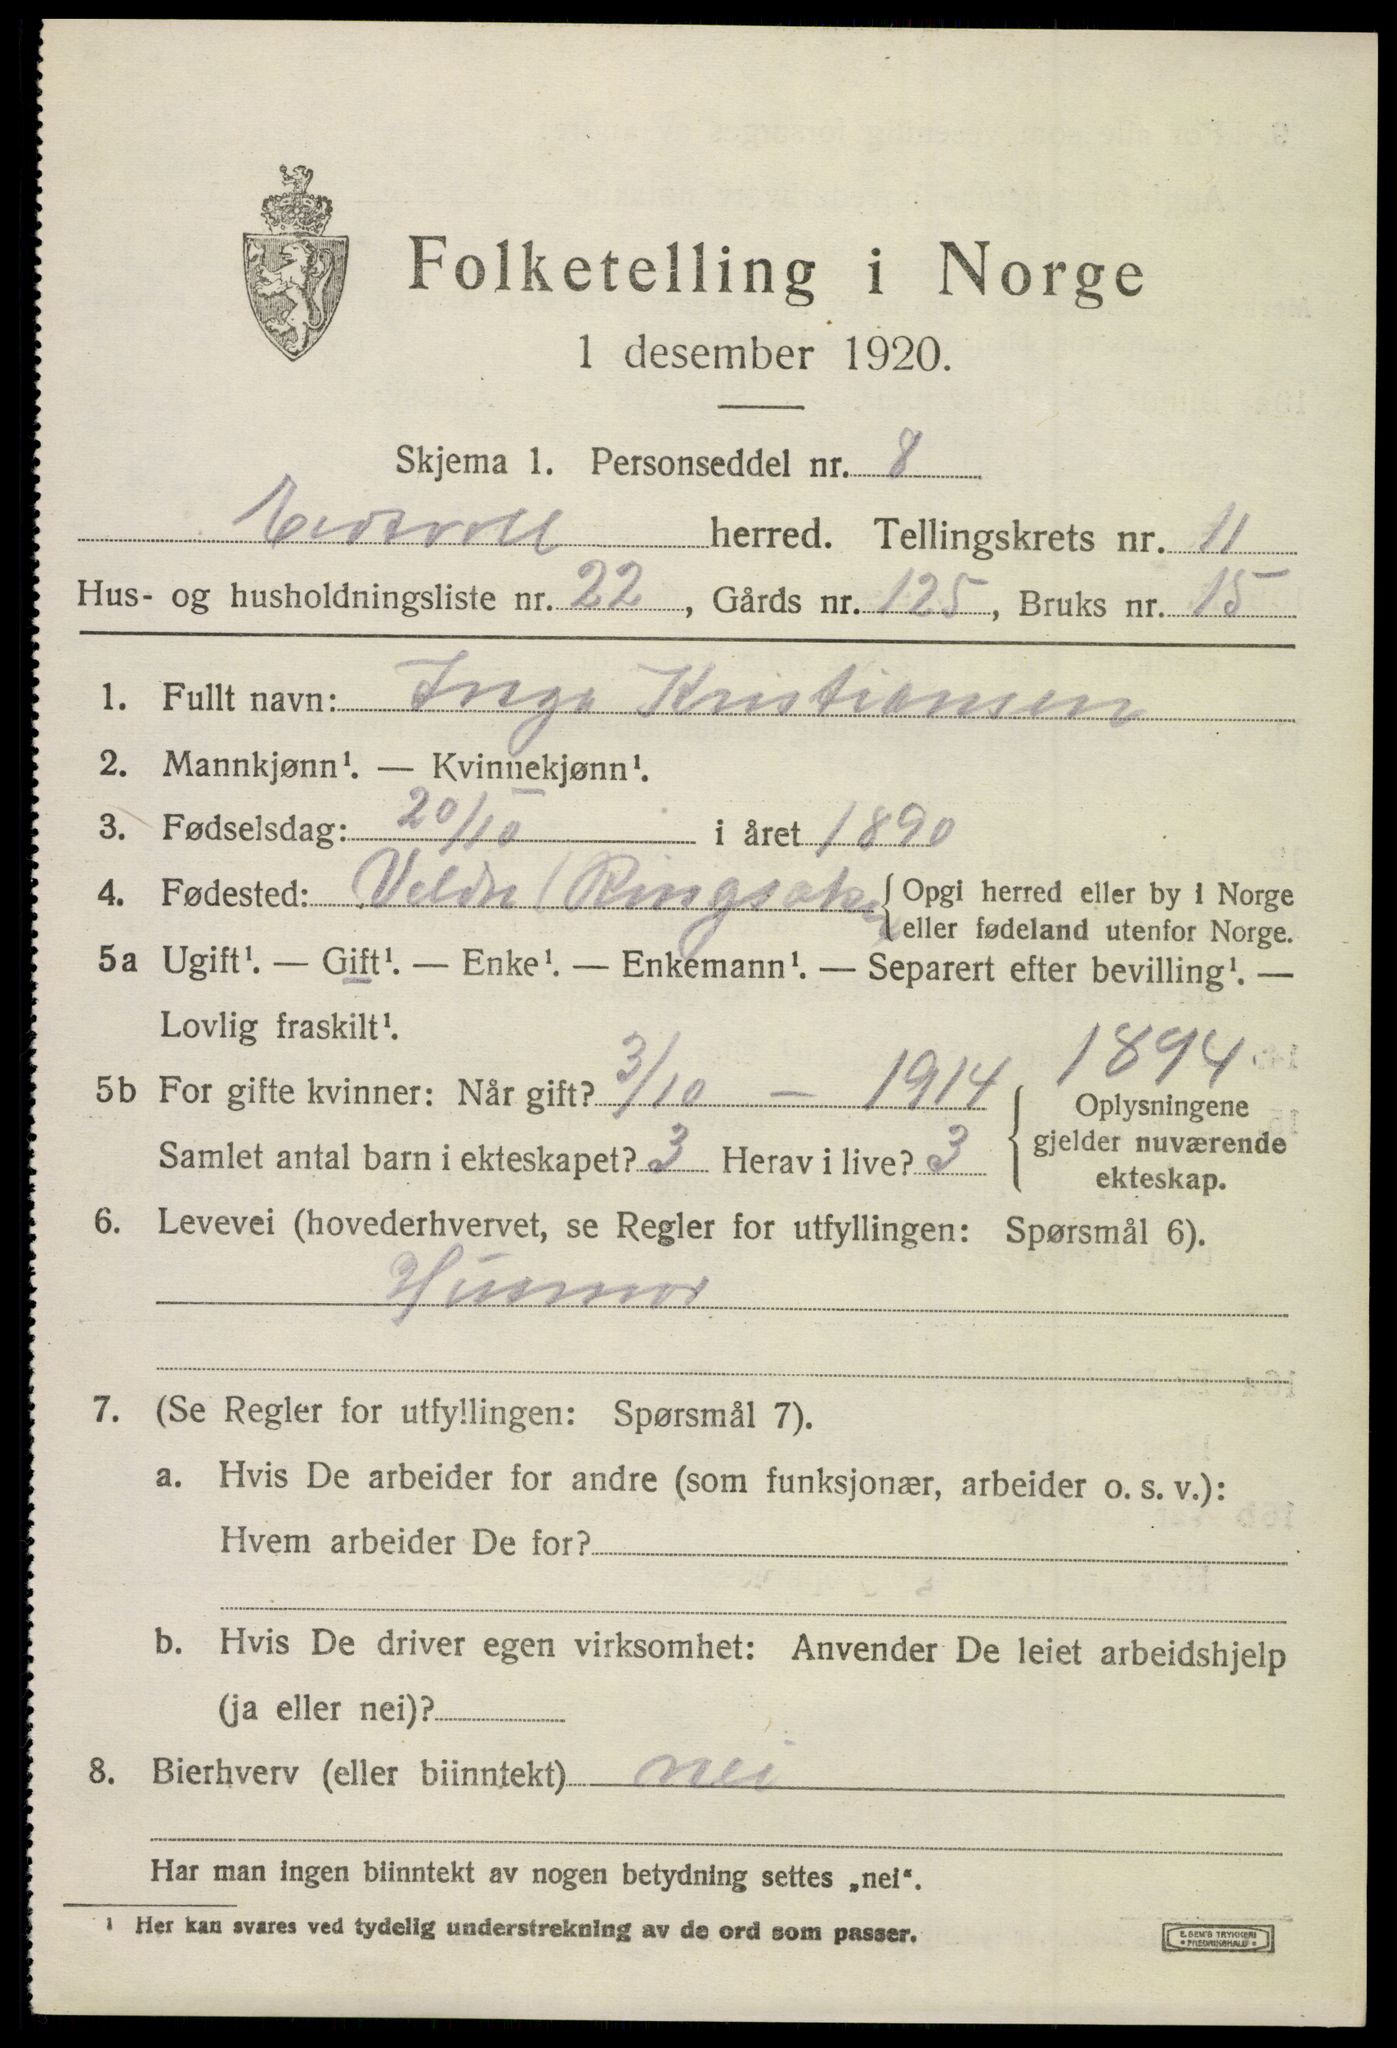 Folketelling i Norge
1 desember 1920.
Skjema 1. Personseddel nr. 8
Eidsvoll herred. Tellingskrets nr. 11
Hus- og husholdningsliste nr. 22, Gårds nr. 125, Bruks nr. 15
1. Fullt navn: Inga Kristiansen
2. Mannkjønn¹. — Kvinnekjønn¹.
3. Fødselsdag: 20/10 i året 1890
4. Fødested: Veldre (Ringsaker { Opgi herred eller by i Norge
eller fødeland utenfor Norge.
5a Ugift¹. — Gift¹. — Enke¹. — Enkemann¹. — Separert efter bevilling¹. —
Lovlig fraskilt¹.
1894
5b For gifte kvinner: Når gift? 3/10 — 1914 { Oplysningene
gjelder nuværende
ekteskap.
Samlet antal barn i ekteskapet? 3 Herav i live? 3
6. Levevei (hovederhvervet, se Regler for utfyllingen: Spørsmål 6).
Husmor
7. (Se Regler for utfyllingen: Spørsmål 7).
a. Hvis De arbeider for andre (som funksjonær, arbeider o. s. v.):
Hvem arbeider De for?
b. Hvis De driver egen virksomhet: Anvender De leiet arbeidshjelp
(ja eller nei)?
8. Bierhverv (eller biinntekt) nei
Har man ingen biinntekt av nogen betydning settes „nei“.
¹ Her kan svares ved tydelig understrekning av de ord som passer.
E. SEM'S TRYKKERI
• FREDRIKSHALD •